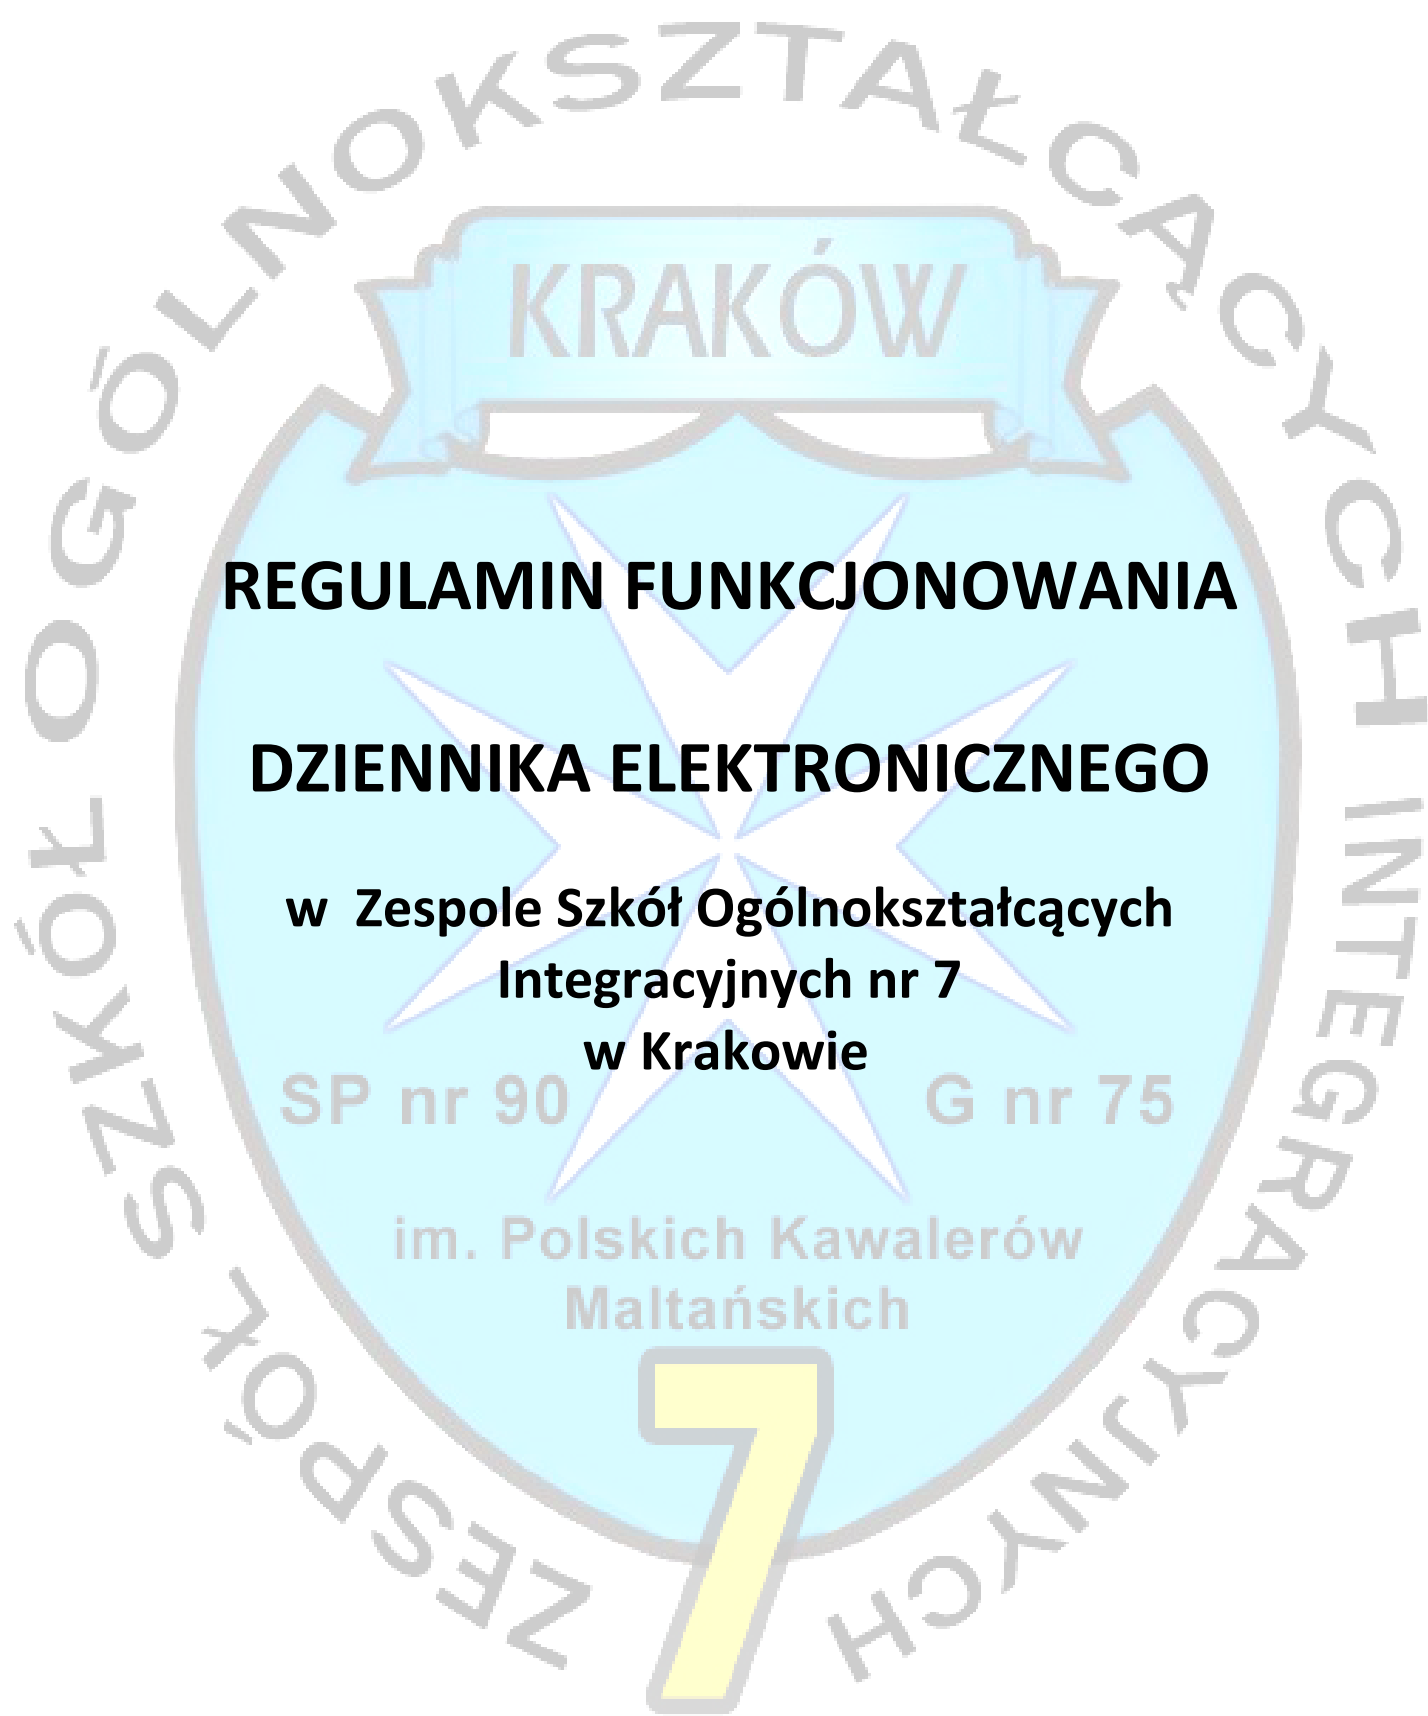 ZESPÓŁ SZKÓŁ OGÓLNOKSZTAŁCĄCYCH INTEGRACYJNYCH
KRAKÓW
REGULAMIN FUNKCJONOWANIA
DZIENNIKA ELEKTRONICZNEGO
w Zespole Szkół Ogólnokształcących
Integracyjnych nr 7
w Krakowie
SP nr 90 G nr 75
im. Polskich Kawalerów
Maltańskich
7